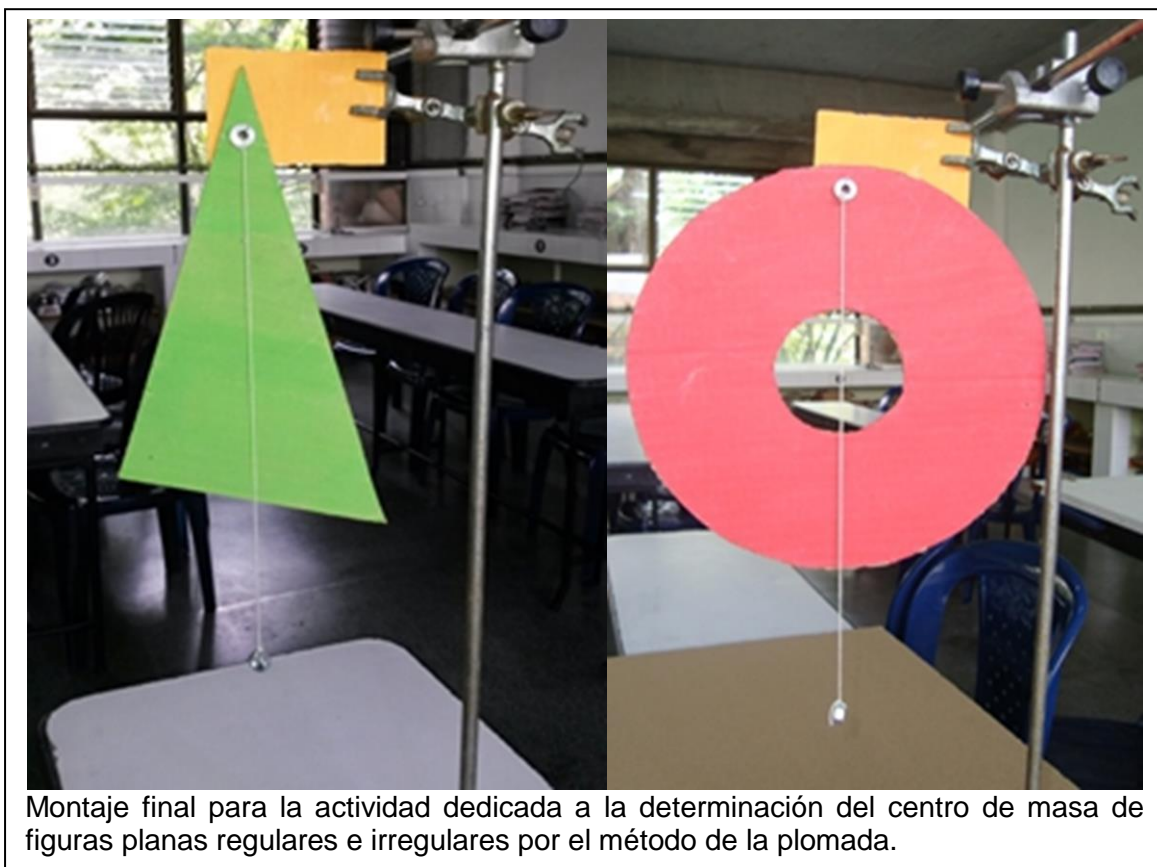 Montaje final para la actividad dedicada a la determinación del centro de masa de
figuras planas regulares e irregulares por el método de la plomada.